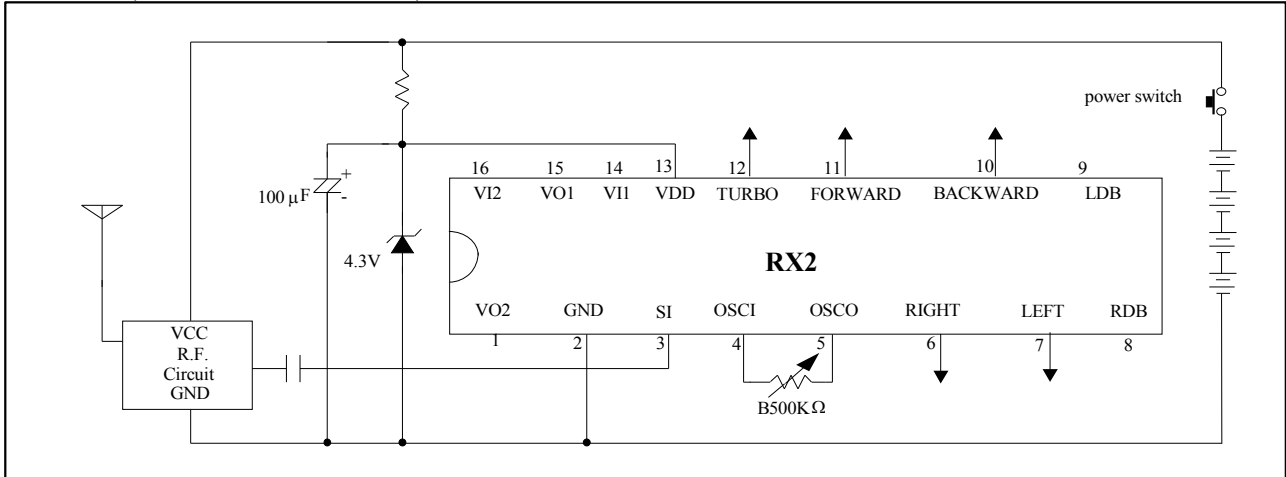 power switch
16 15 14 13 12 11 10 9
VI2 VO1 VI1 VDD TURBO FORWARD BACKWARD LDB
100 μF
+
-
4.3V
RX2
VO2 GND SI OSCI OSCO RIGHT LEFT RDB
1 2 3 4 5 6 7 8
VCC
R.F.
Circuit
GND
B500KΩ